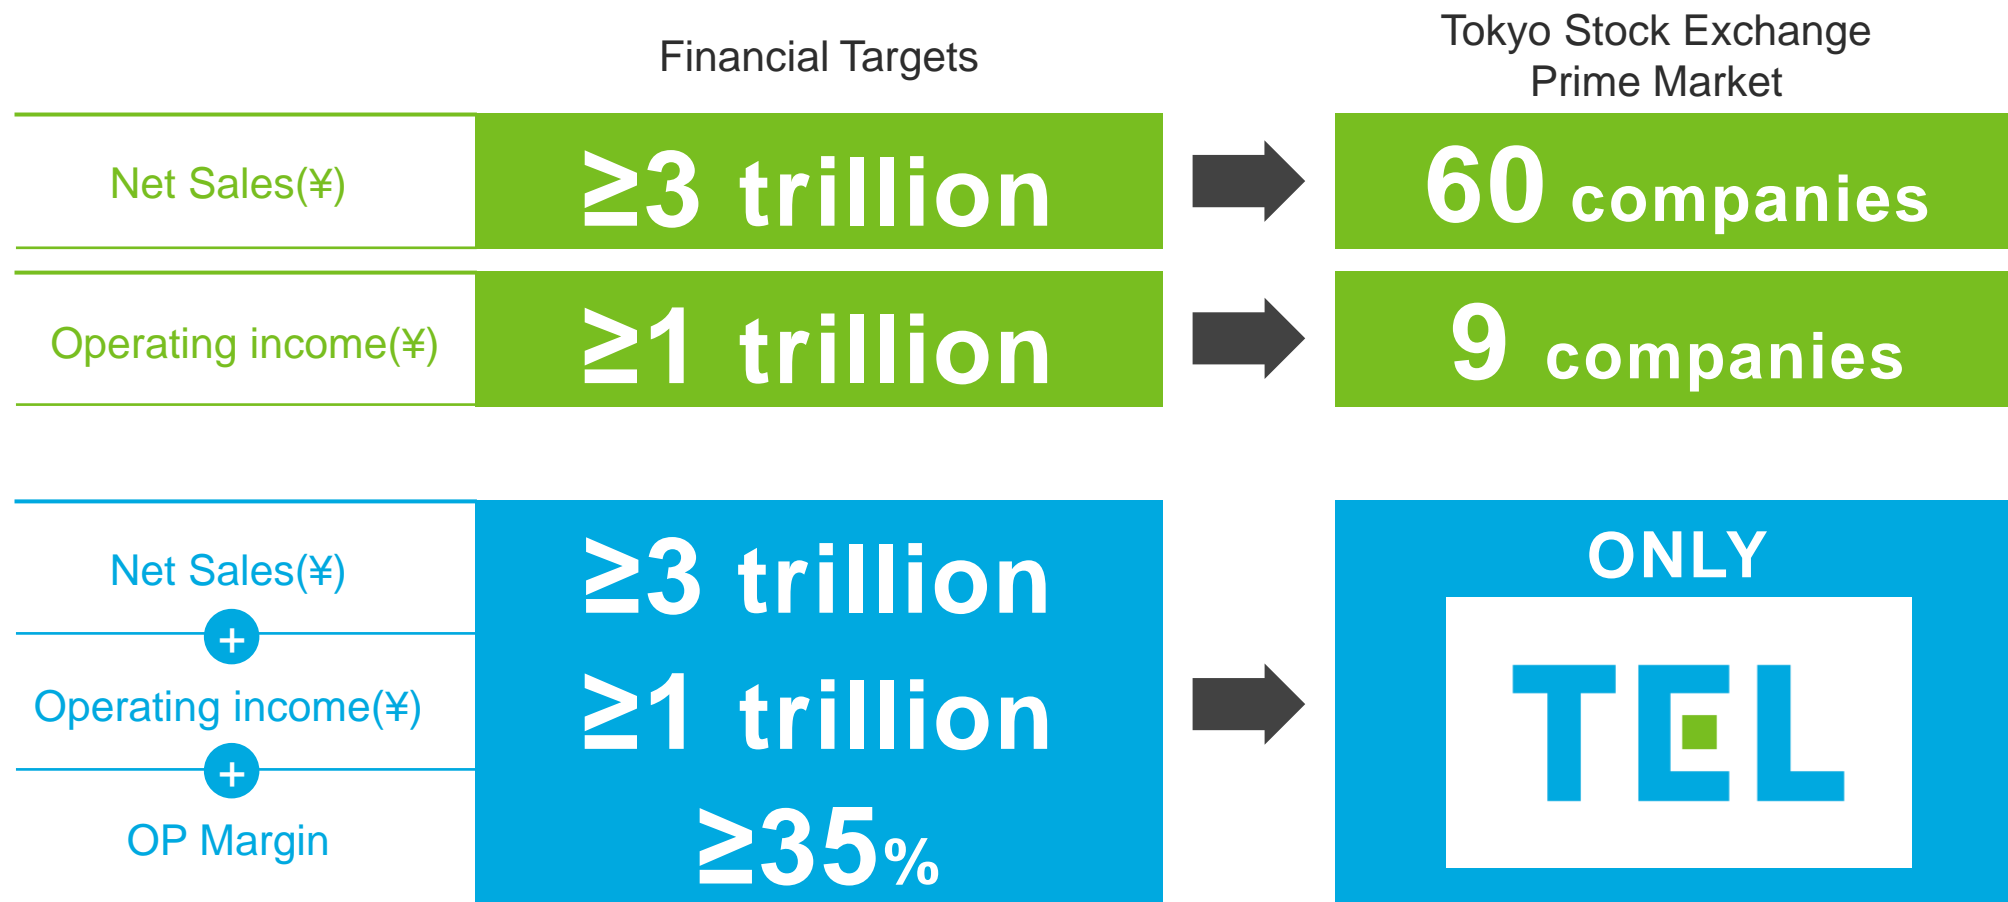 Financial Targets
Tokyo Stock Exchange
Prime Market
Net Sales(¥)
≥3 trillion
60 companies
Operating income(¥)
≥1 trillion
9 companies
Net Sales(¥)
≥3 trillion
+
Operating income(¥)
≥1 trillion
+
OP Margin
≥35%
ONLY
TEL